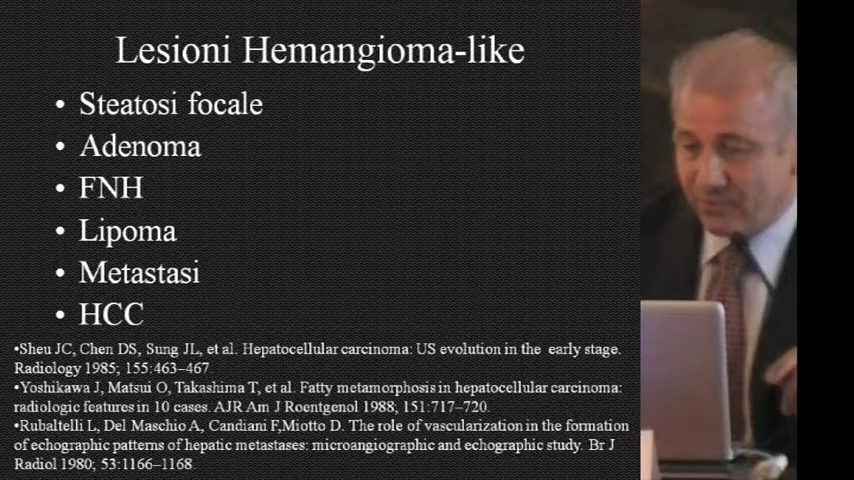 Lesioni Hemangioma-like
• Steatosi focale
• Adenoma
• FNH
• Lipoma
• Metastasi
• HCC
•Sheu JC, Chen DS, Sung JL, et al. Hepatocellular carcinoma: US evolution in the early stage.
Radiology 1985; 155:463–467.
•Yoshikawa J, Matsui O, Takashima T, et al. Fatty metamorphosis in hepatocellular carcinoma:
radiologic features in 10 cases. AJR Am J Roentgenol 1988; 151:717–720.
•Rubaltelli L, Del Maschio A, Candiani F,Miotto D. The role of vascularization in the formation
of echographic patterns of hepatic metastases: microangiographic and echographic study. Br J
Radiol 1980; 53:1166–1168.